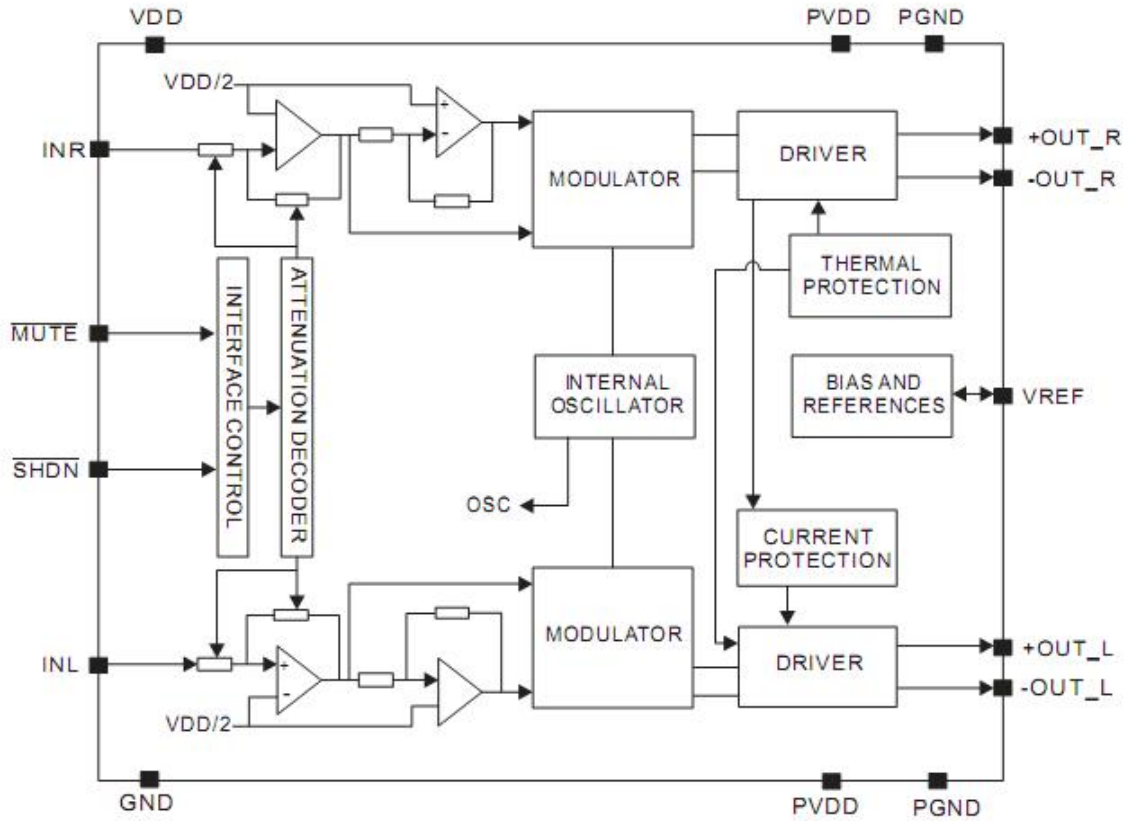 VDD
PVDD
PGND
VDD/2
+
-
INR
MODULATOR
DRIVER
+OUT_R
-OUT_R
THERMAL
PROTECTION
MUTE
INTERFACE CONTROL
ATTENUATION DECODER
INTERNAL
OSCILLATOR
BIAS AND
REFERENCES
VREF
SHDN
OSC
CURRENT
PROTECTION
MODULATOR
DRIVER
INL
+
-
VDD/2
+OUT_L
-OUT_L
GND
PVDD
PGND